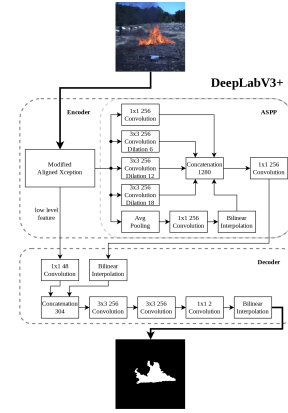 DeepLabV3+
Encoder
ASPP
1x1 256
Convolution
3x3 256
Convolution
Dilation 6
Modified
Aligned Xception
3x3 256
Convolution
Dilation 12
Concatenation
1280
1x1 256
Convolution
3x3 256
Convolution
Dilation 18
low level
feature
Avg
Pooling
1x1 256
Convolution
Bilinear
Interpolation
Decoder
1x1 48
Convolution
Bilinear
Interpolation
Concatenation
304
3x3 256
Convolution
3x3 256
Convolution
1x1 2
Convolution
Bilinear
Interpolation